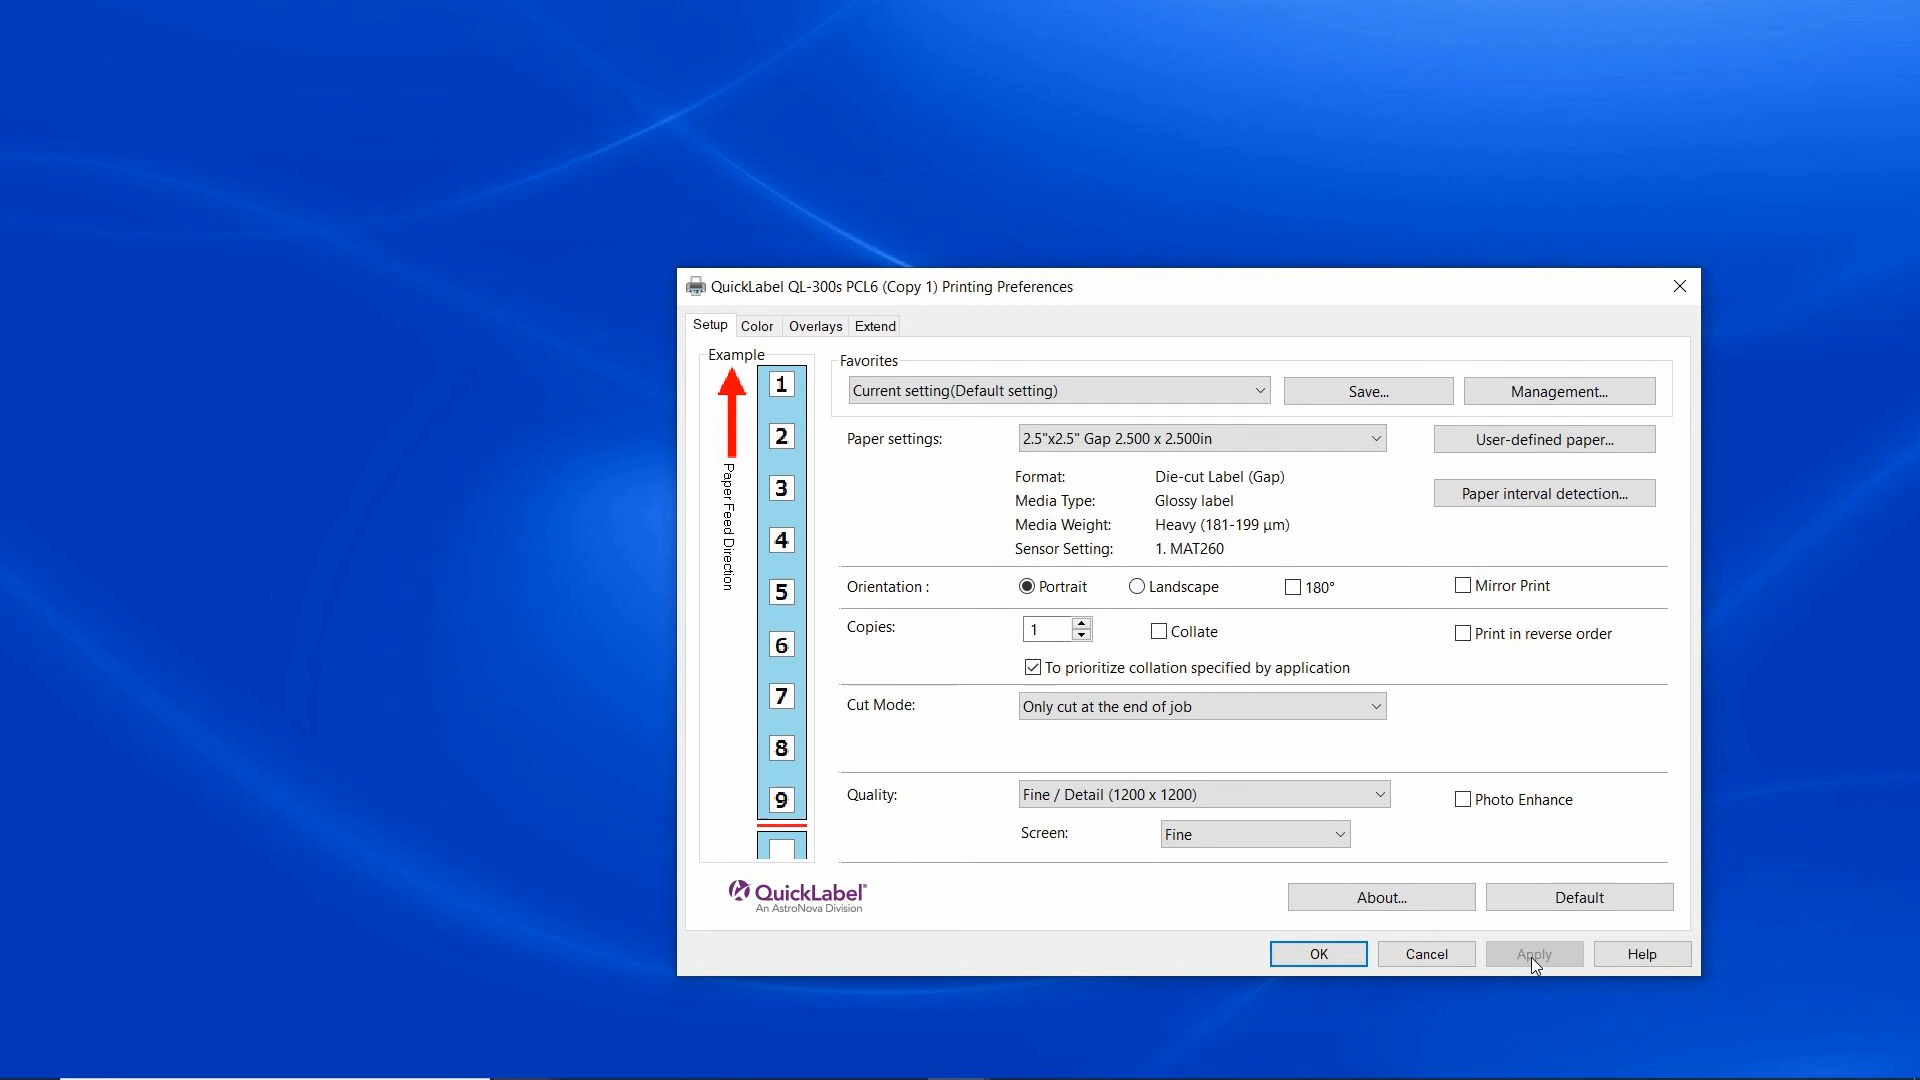 QuickLabel QL-300s PCL6 (Copy 1) Printing Preferences
Setup Color Overlays Extend
Example
Paper Feed Direction
1
2
3
4
5
6
7
8
9
Favorites
Current setting(Default setting) Save... Management...
Paper settings: 2.5"x2.5" Gap 2.500 x 2.500in User-defined paper...
Format: Die-cut Label (Gap)
Media Type: Glossy label
Paper interval detection...
Media Weight: Heavy (181-199 μm)
Sensor Setting: 1. MAT260
Orientation : Portrait Landscape 180° Mirror Print
Copies: 1 Collate Print in reverse order
To prioritize collation specified by application
Cut Mode: Only cut at the end of job
Quality: Fine / Detail (1200 x 1200) Photo Enhance
Screen: Fine
QuickLabel®
An AstroNova Division
About... Default
OK Cancel Apply Help